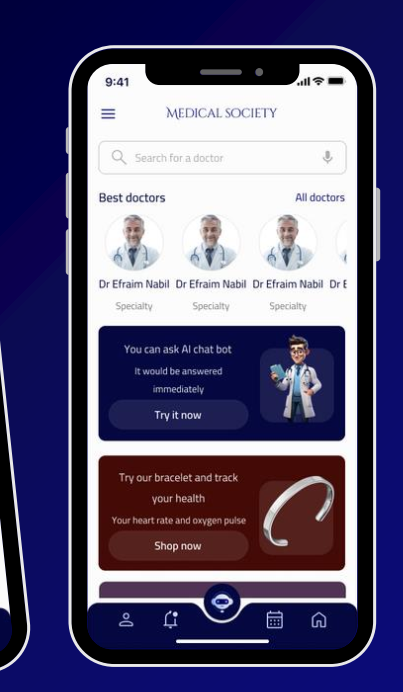 9:41
MEDICAL SOCIETY
Search for a doctor
Best doctors All doctors
Dr Efraim Nabil Dr Efraim Nabil Dr Efraim Nabil Dr E
Specialty Specialty Specialty
You can ask AI chat bot
It would be answered
immediately
Try it now
Try our bracelet and track
your health
Your heart rate and oxygen pulse
Shop now